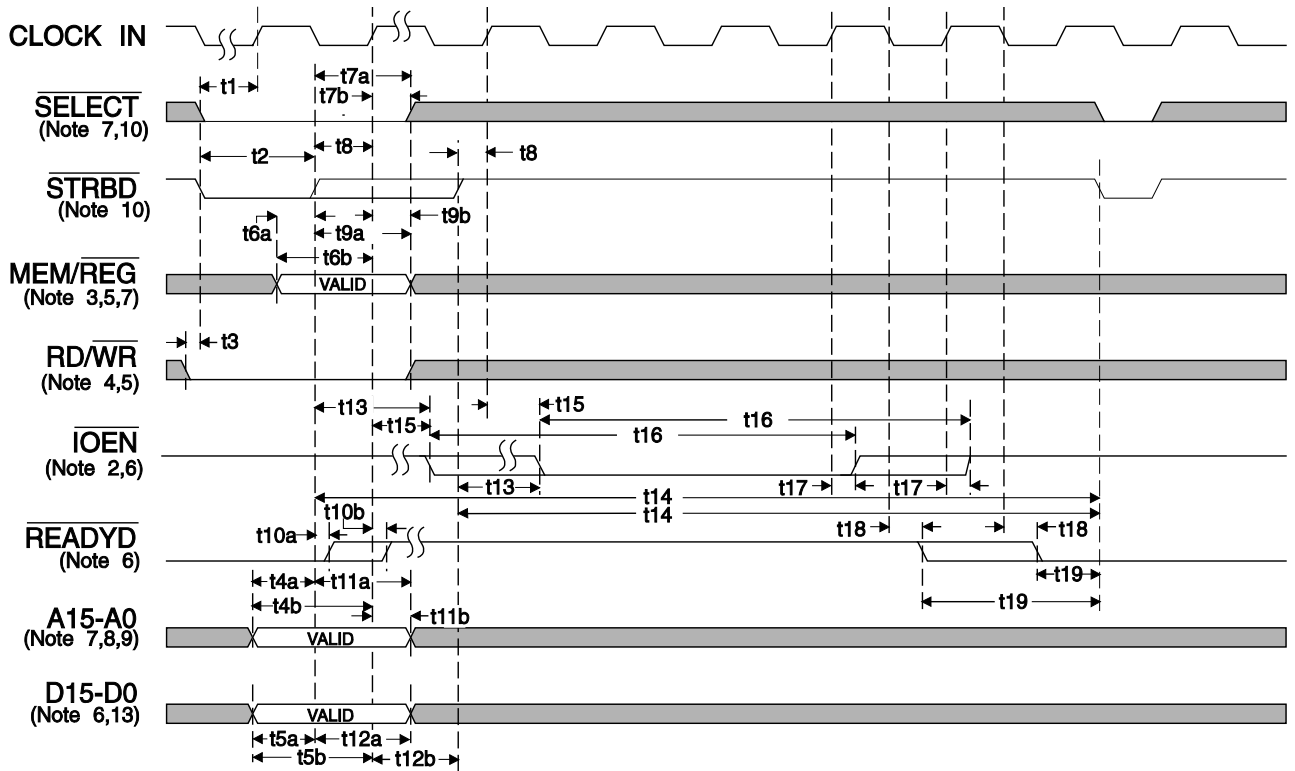 CLOCK IN
t1
t7a
t7b
SELECT
(Note 7,10)
t2
t8
t8
STRBD
(Note 10)
t6a
t9a
t9b
t6b
MEM/REG
(Note 3,5,7)
VALID
t3
RD/WR
(Note 4,5)
t13
t15
t15
t16
t16
IOEN
(Note 2,6)
t13
t17
t17
t14
t14
t10b
t10a
t18
t18
READYD
(Note 6)
t19
t19
t4a
t11a
t4b
t11b
A15-A0
(Note 7,8,9)
VALID
D15-D0
(Note 6,13)
VALID
t5a
t12a
t5b
t12b